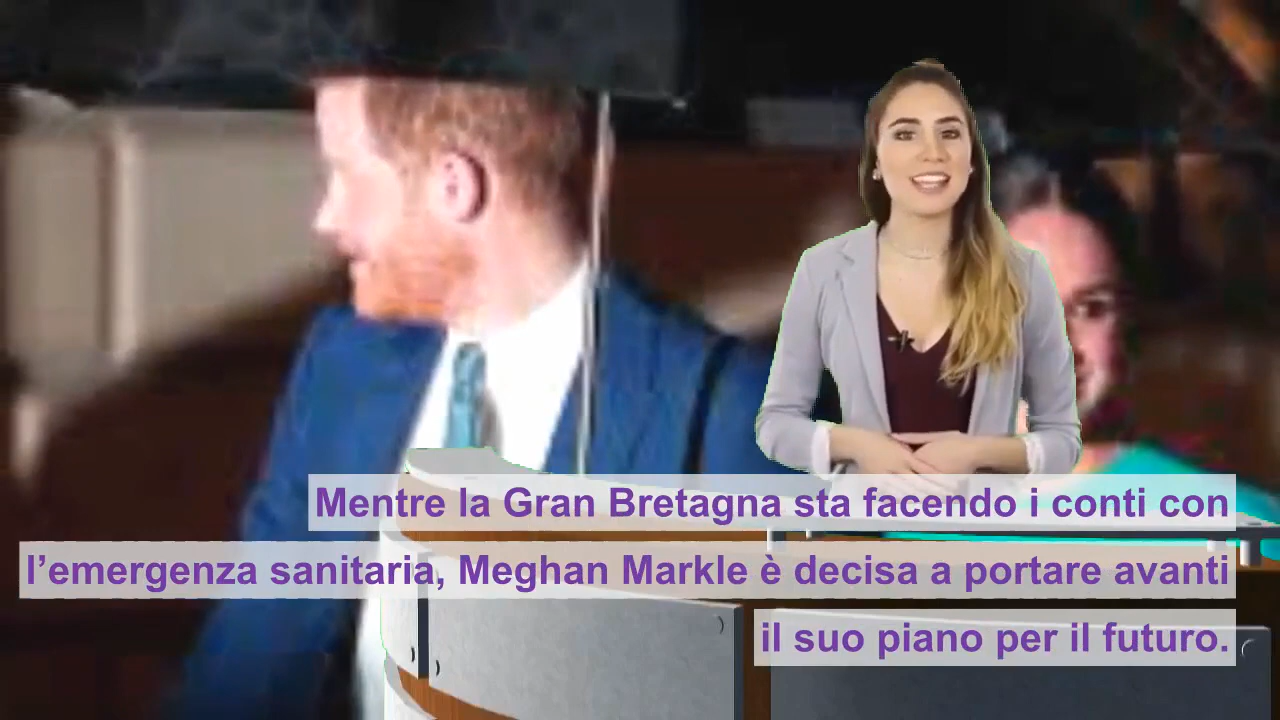 Mentre la Gran Bretagna sta facendo i conti con
l’emergenza sanitaria, Meghan Markle è decisa a portare avanti
il suo piano per il futuro.